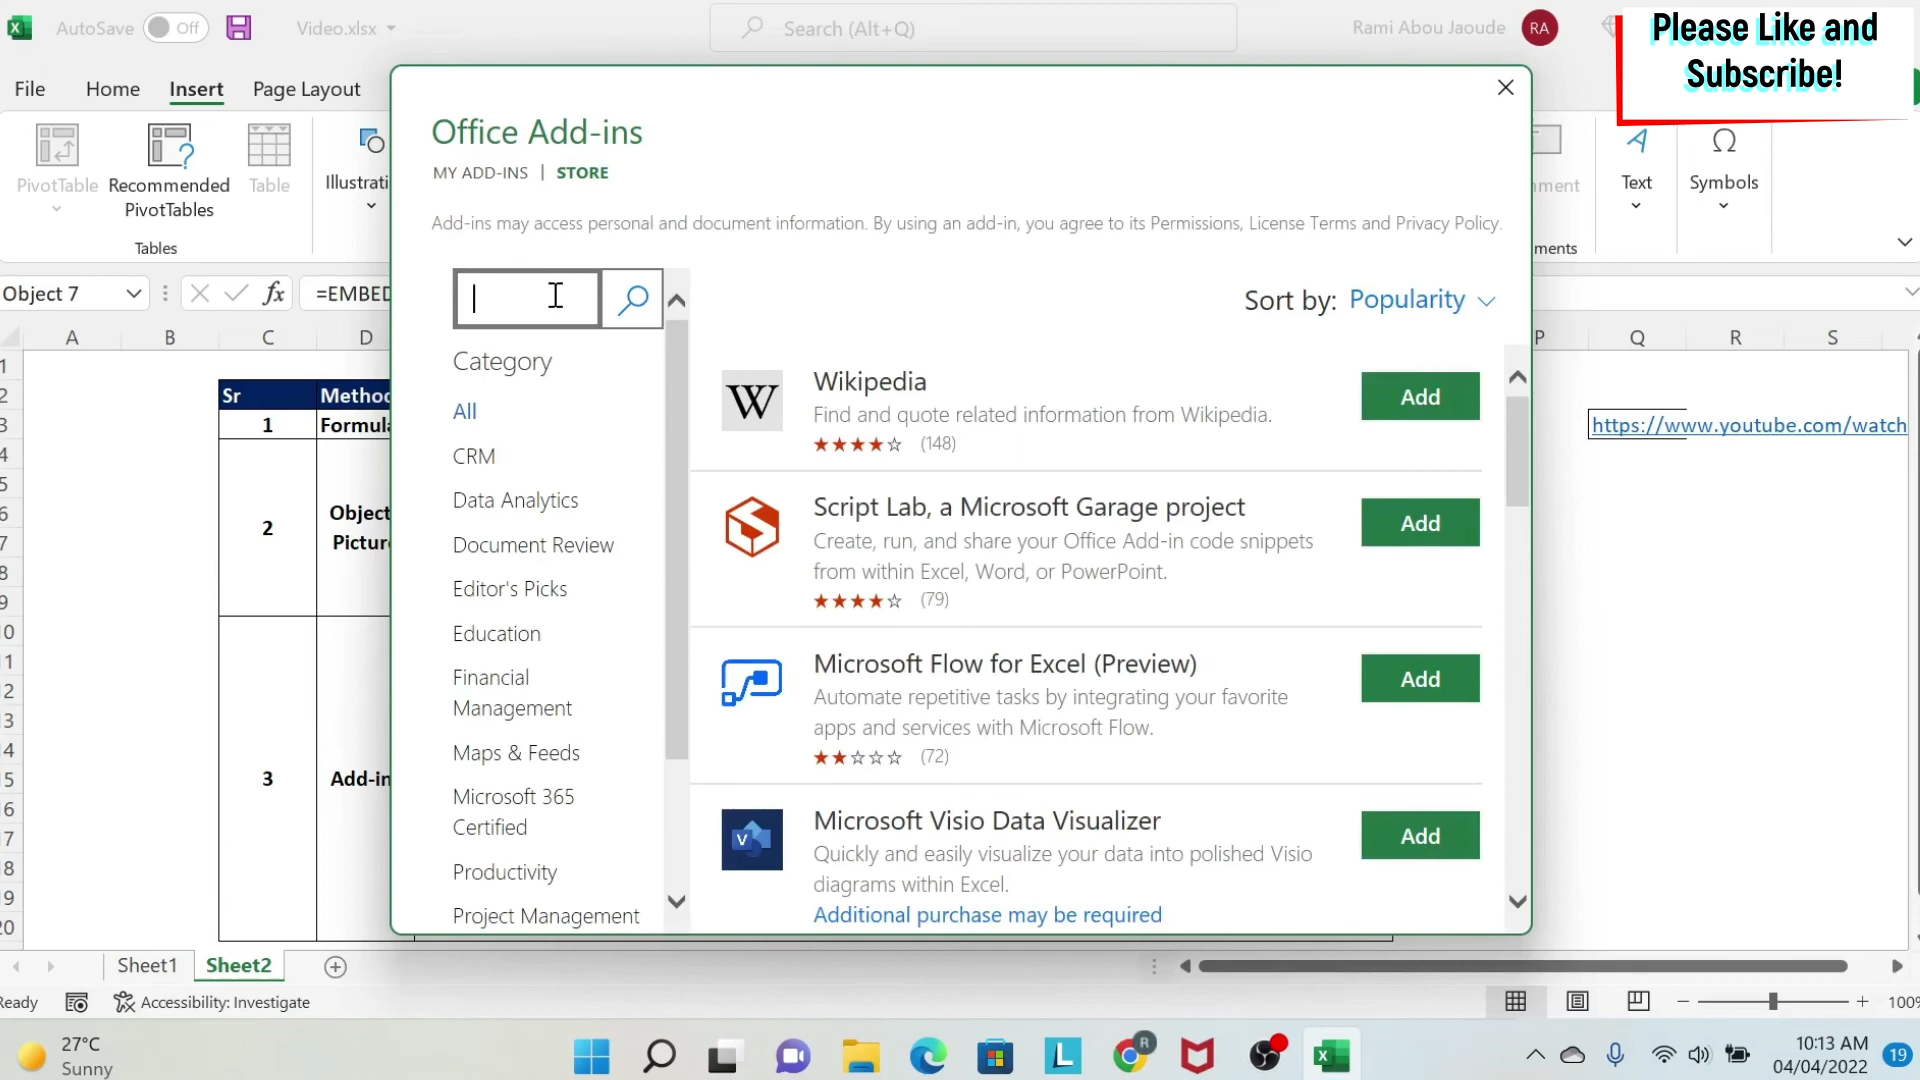 AutoSave Off Video.xlsx Search (Alt+Q) Rami Abou Jaoude RA
Please Like and
Subscribe!
File Home Insert Page Layout
PivotTable
Recommended
PivotTables
Table
Tables
Illustrati
Text
Symbols
Object 7 fx =EMBED
Office Add-ins
MY ADD-INS | STORE
Add-ins may access personal and document information. By using an add-in, you agree to its Permissions, License Terms and Privacy Policy.
Sort by: Popularity
Category
All
CRM
Data Analytics
Document Review
Editor's Picks
Education
Financial
Management
Maps & Feeds
Microsoft 365
Certified
Productivity
Project Management
Wikipedia
Find and quote related information from Wikipedia.
(148)
Add
Script Lab, a Microsoft Garage project
Create, run, and share your Office Add-in code snippets
from within Excel, Word, or PowerPoint.
(79)
Add
Microsoft Flow for Excel (Preview)
Automate repetitive tasks by integrating your favorite
apps and services with Microsoft Flow.
(72)
Add
Microsoft Visio Data Visualizer
Quickly and easily visualize your data into polished Visio
diagrams within Excel.
Additional purchase may be required
Add
A B C D P Q R S
Sr Method
1 Formula
2 Object
Picture
3 Add-in
https://www.youtube.com/watch
Sheet1 Sheet2
Ready Accessibility: Investigate 100%
27°C
Sunny
10:13 AM
04/04/2022
19